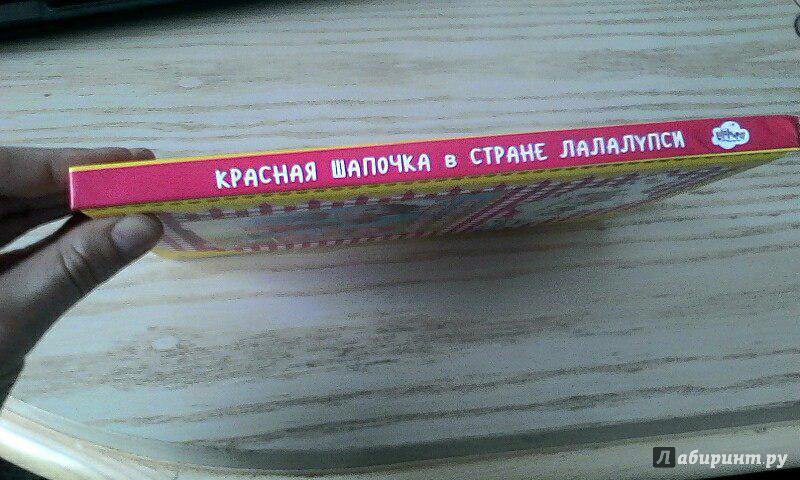 КРАСНАЯ ШАПОЧКА в СТРАНЕ ЛАЛАЛУПСИ
Лабиринт.ру